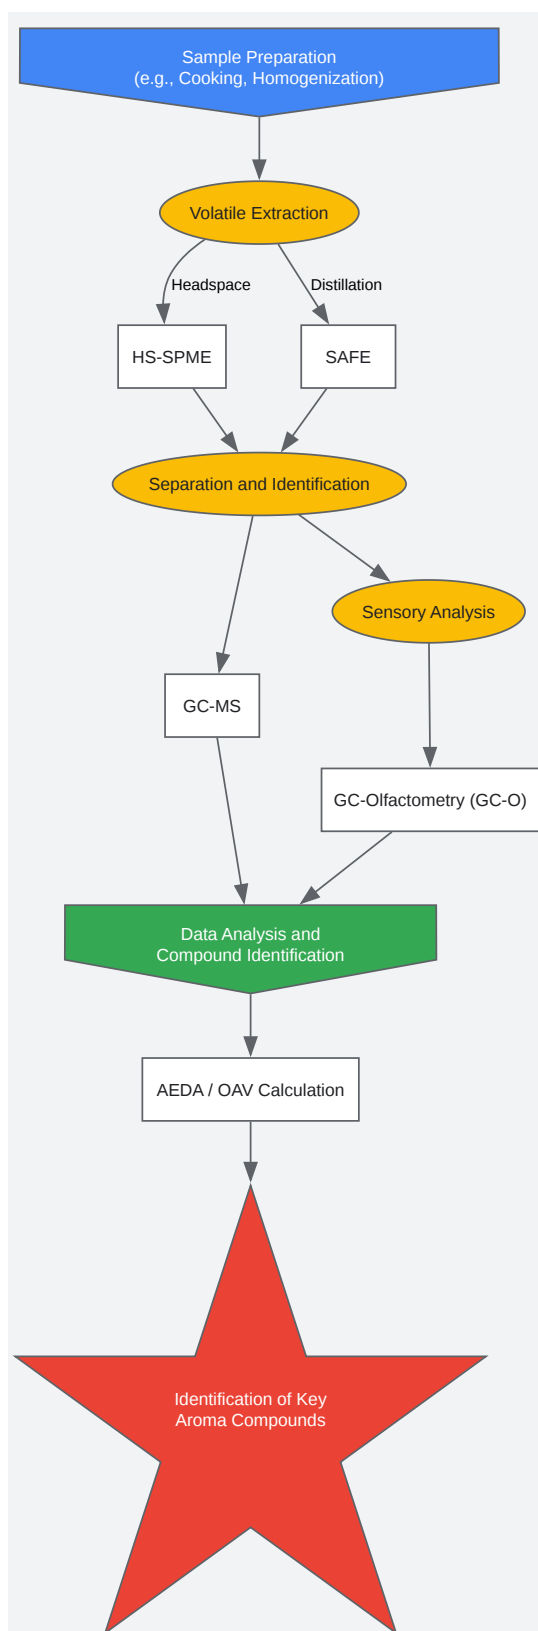 Sample Preparation
(e.g., Cooking, Homogenization)
Volatile Extraction
Headspace
Distillation
HS-SPME
SAFE
Separation and Identification
Sensory Analysis
GC-MS
GC-Olfactometry (GC-O)
Data Analysis and
Compound Identification
AEDA / OAV Calculation
Identification of Key
Aroma Compounds